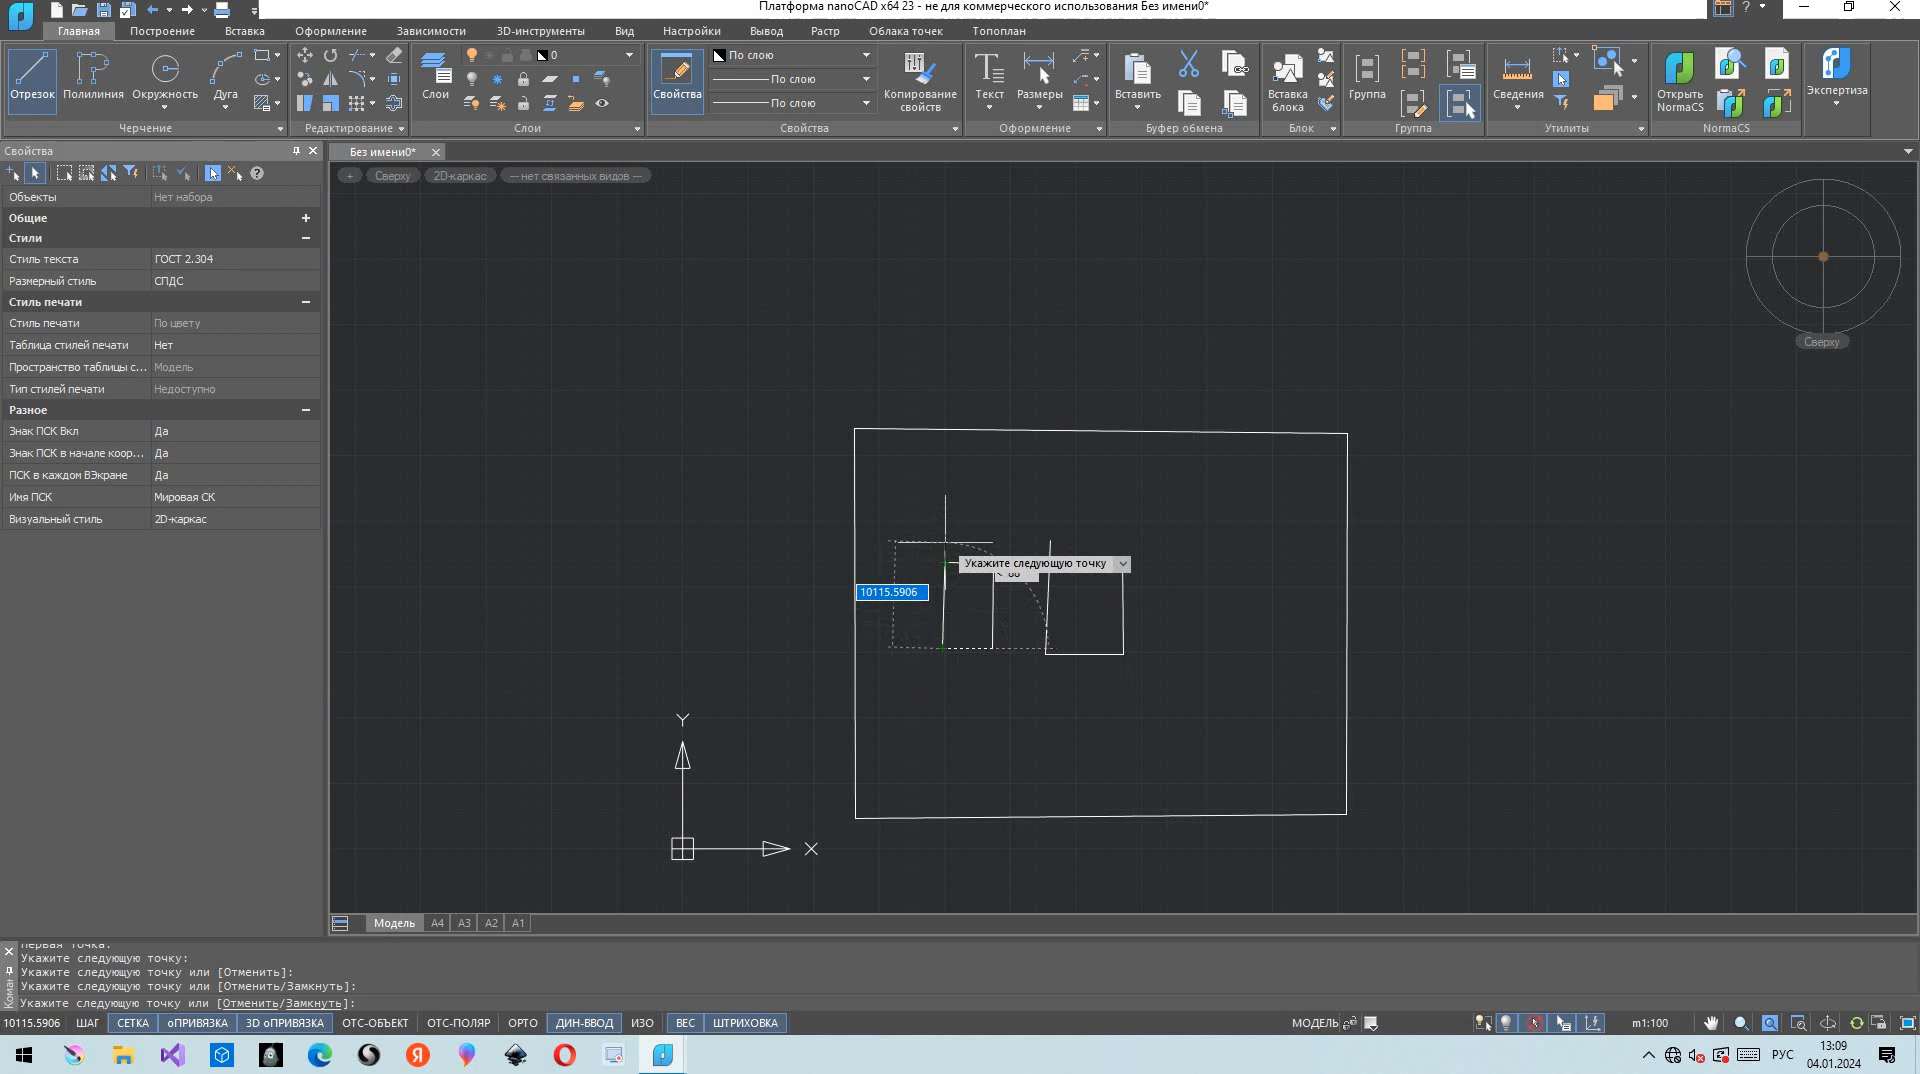 Платформа nanoCAD x64 23 - не для коммерческого использования Без имени0*
?
Главная Построение Вставка Оформление Зависимости 3D-инструменты Вид Настройки Вывод Растр Облака точек Топоплан
Отрезок Полилиния Окружность Дуга
Черчение
Редактирование
Слои
0
Слои
Свойства
По слою
По слою
По слою
Копирование свойств
Свойства
Текст Размеры
Оформление
Вставить
Буфер обмена
Вставка блока
Блок
Группа
Группа
Сведения
Утилиты
Открыть NormaCS
NormaCS
Экспертиза
Свойства
Объекты Нет набора
Общие
Стили
Стиль текста ГОСТ 2.304
Размерный стиль СПДС
Стиль печати
Стиль печати По цвету
Таблица стилей печати Нет
Пространство таблицы с... Модель
Тип стилей печати Недоступно
Разное
Знак ПСК Вкл Да
Знак ПСК в начале коор... Да
ПСК в каждом ВЭкране Да
Имя ПСК Мировая СК
Визуальный стиль 2D-каркас
Без имени0*
+ Сверху 2D-каркас — нет связанных видов —
Сверху
Укажите следующую точку
10115.5906
Y
X
Модель A4 A3 A2 A1
Первая точка:
Укажите следующую точку:
Укажите следующую точку или [Отменить]:
Укажите следующую точку или [Отменить/Замкнуть]:
Укажите следующую точку или [Отменить/Замкнуть]:
10115.5906 ШАГ СЕТКА оПРИВЯЗКА 3D оПРИВЯЗКА ОТС-ОБЪЕКТ ОТС-ПОЛЯР ОРТО ДИН-ВВОД ИЗО ВЕС ШТРИХОВКА МОДЕЛЬ m1:100
РУС
13:09
04.01.2024